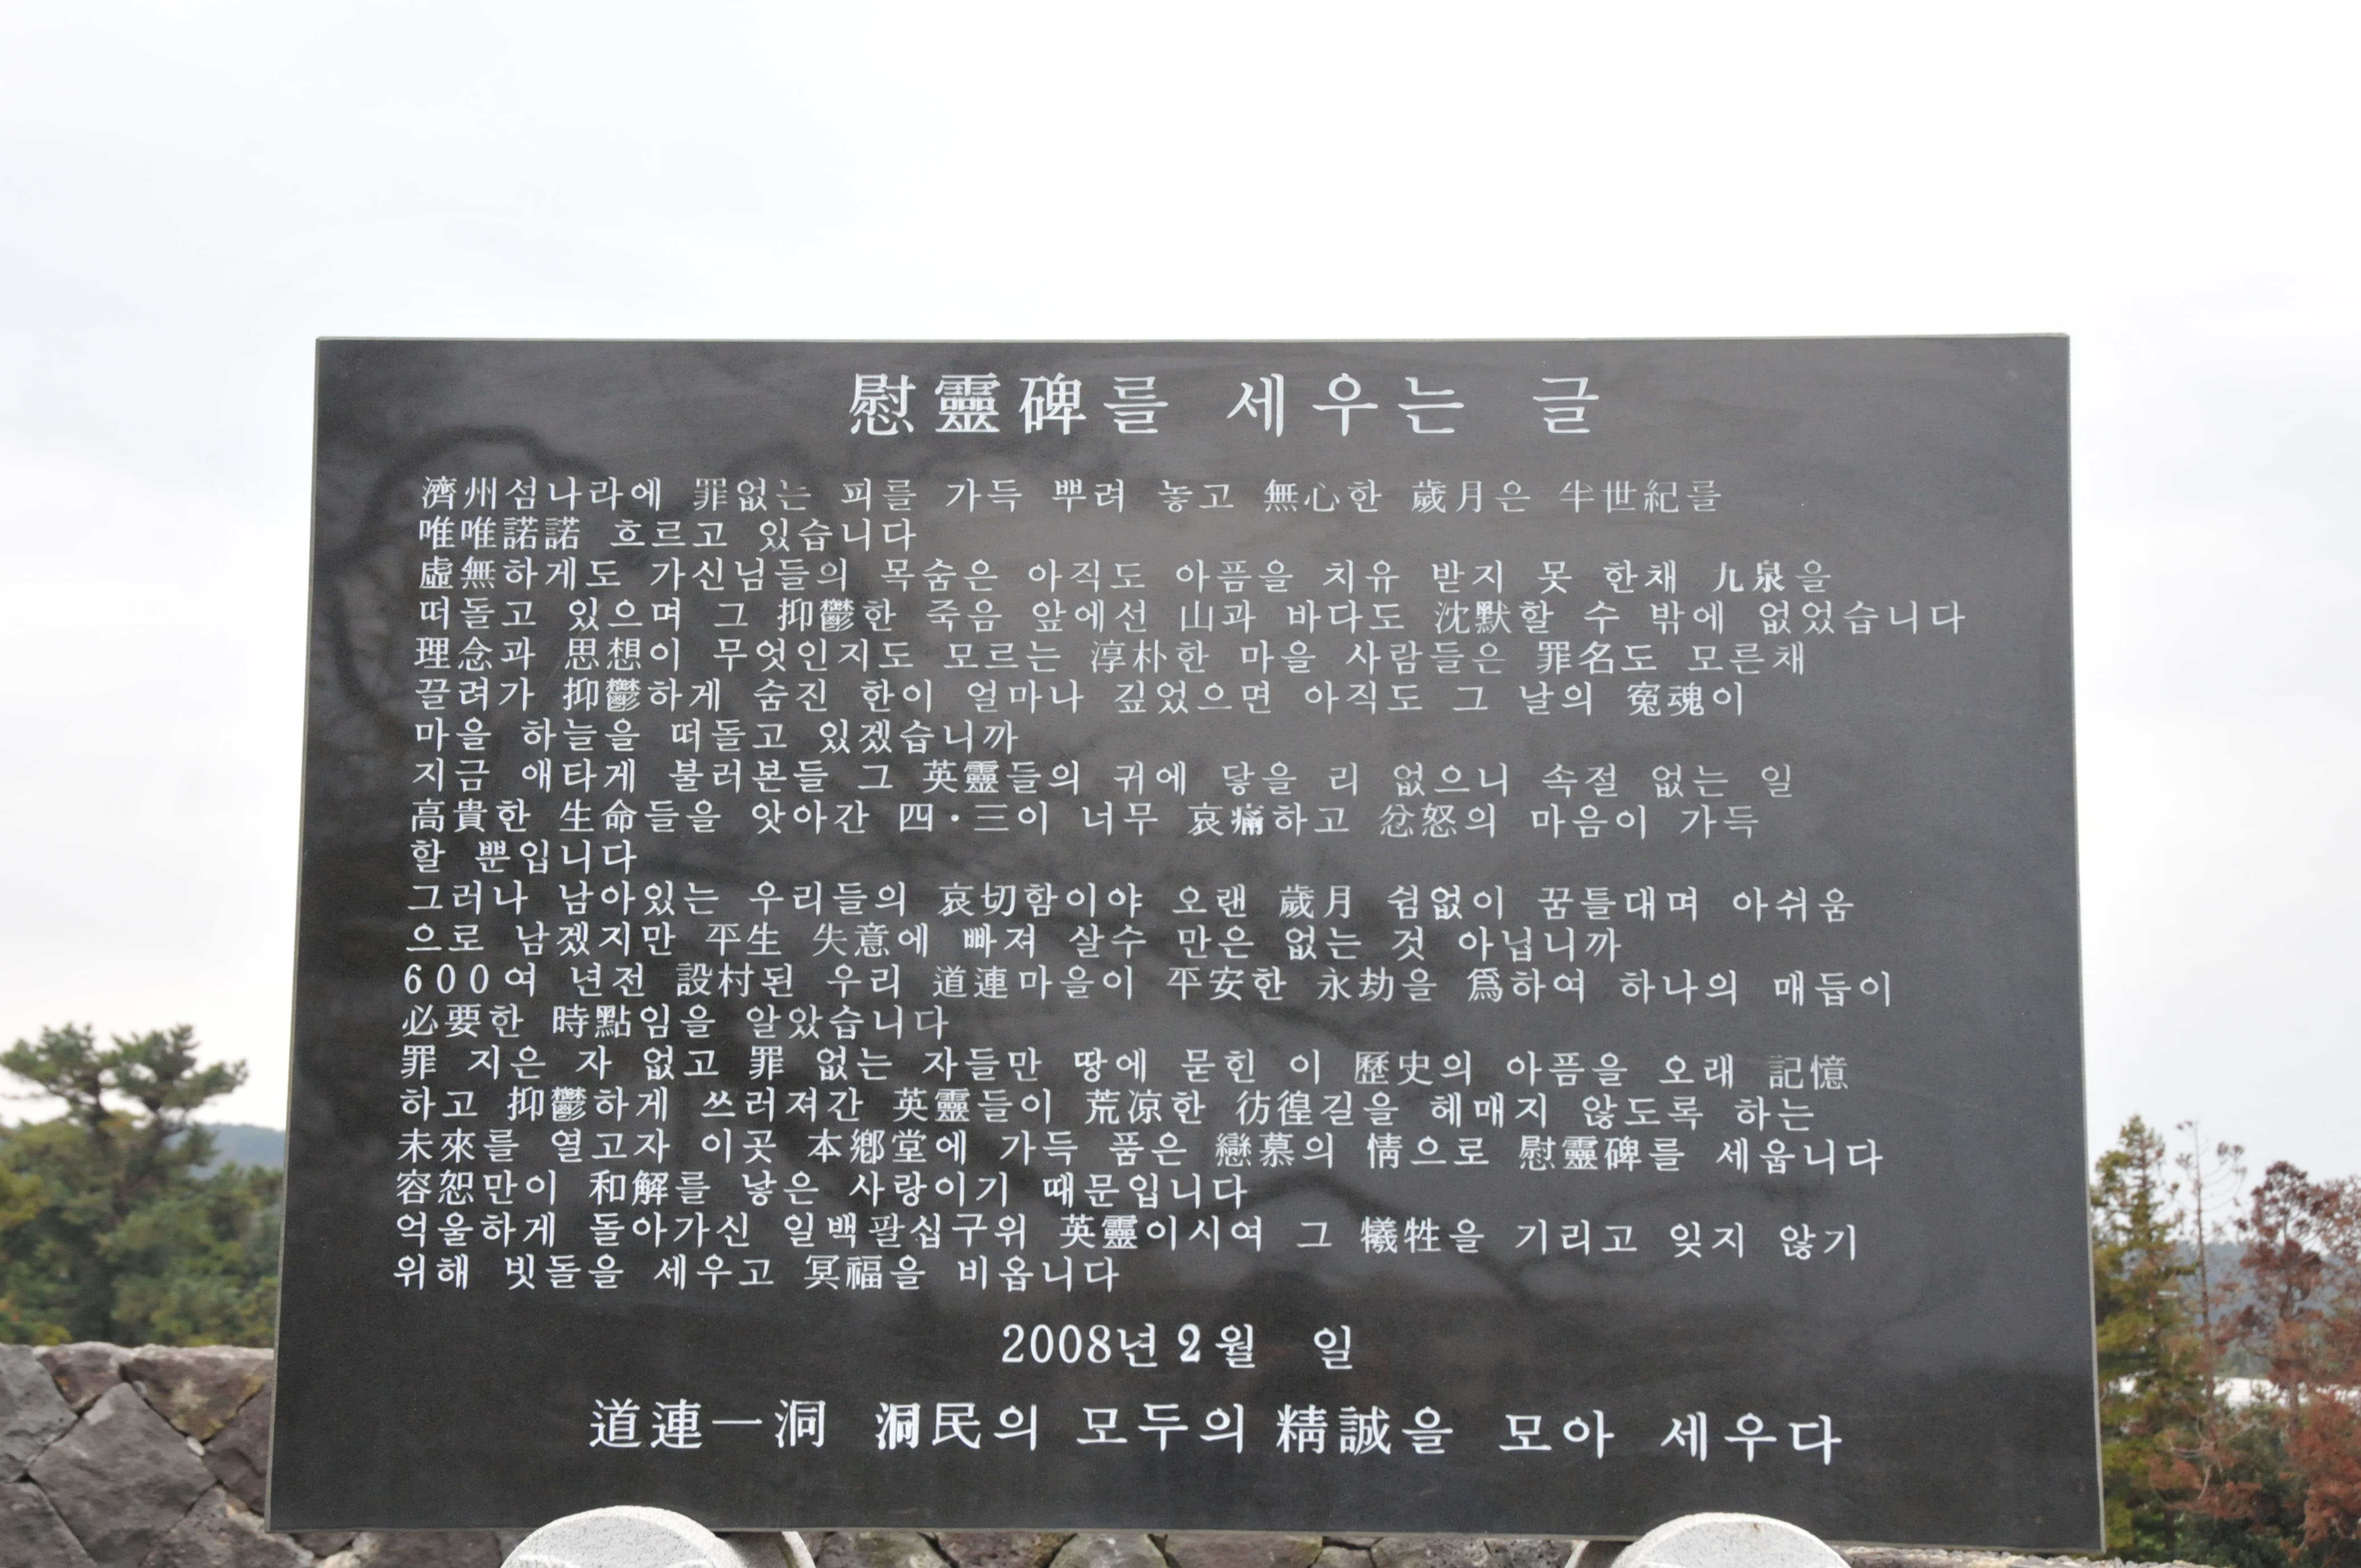 慰靈碑를 세우는 글
濟州섬나라에 罪없는 피를 가득 뿌려 놓고 無心한 歲月은 半世紀를
唯唯諾諾 흐르고 있습니다
虛無하게도 가신님들의 목숨은 아직도 아픔을 치유 받지 못 한채 九泉을
떠돌고 있으며 그 抑鬱한 죽음 앞에선 山과 바다도 沈默할 수 밖에 없었습니다
理念과 思想이 무엇인지도 모르는 淳朴한 마을 사람들은 罪名도 모른채
끌려가 抑鬱하게 숨진 한이 얼마나 깊었으면 아직도 그 날의 寃魂이
마을 하늘을 떠돌고 있겠습니까
지금 애타게 불러본들 그 英靈들의 귀에 닿을 리 없으니 속절 없는 일
高貴한 生命들을 앗아간 四·三이 너무 哀痛하고 忿怒의 마음이 가득
할 뿐입니다
그러나 남아있는 우리들의 哀切함이야 오랜 歲月 쉼없이 꿈틀대며 아쉬움
으로 남겠지만 平生 失意에 빠져 살수 만은 없는 것 아닙니까
600여 년전 設村된 우리 道連마을이 平安한 永劫을 爲하여 하나의 매듭이
必要한 時點임을 알았습니다
罪 지은 자 없고 罪 없는 자들만 땅에 묻힌 이 歷史의 아픔을 오래 記憶
하고 抑鬱하게 쓰러져간 英靈들이 荒凉한 彷徨길을 헤매지 않도록 하는
未來를 열고자 이곳 本鄕堂에 가득 품은 戀慕의 情으로 慰靈碑를 세웁니다
容恕만이 和解를 낳은 사랑이기 때문입니다
억울하게 돌아가신 일백팔십구위 英靈이시여 그 犧牲을 기리고 잊지 않기
위해 빗돌을 세우고 冥福을 비옵니다
2008년 2월 일
道連一洞 洞民의 모두의 精誠을 모아 세우다